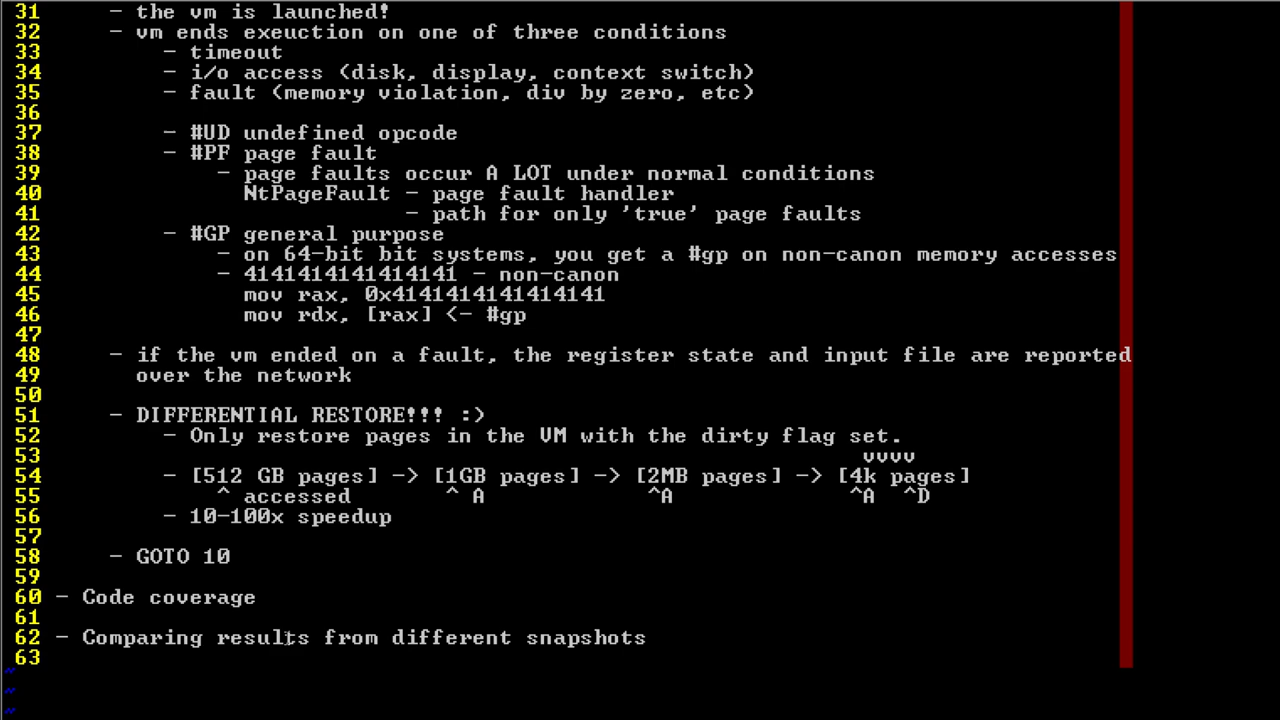 31       - the vm is launched!
32       - vm ends exeuction on one of three conditions
33           - timeout
34           - i/o access (disk, display, context switch)
35           - fault (memory violation, div by zero, etc)
36
37           - #UD undefined opcode
38           - #PF page fault
39               - page faults occur A LOT under normal conditions
40                 NtPageFault - page fault handler
41                             - path for only 'true' page faults
42           - #GP general purpose
43               - on 64-bit bit systems, you get a #gp on non-canon memory accesses
44               - 4141414141414141 - non-canon
45                 mov rax, 0x4141414141414141
46                 mov rdx, [rax] <- #gp
47
48       - if the vm ended on a fault, the register state and input file are reported
49         over the network
50
51       - DIFFERENTIAL RESTORE!!! :)
52           - Only restore pages in the VM with the dirty flag set.
53                                                               vvvv
54           - [512 GB pages] -> [1GB pages] -> [2MB pages] -> [4k pages]
55               ^ accessed       ^ A            ^A             ^A  ^D
56           - 10-100x speedup
57
58       - GOTO 10
59
60   - Code coverage
61
62   - Comparing results from different snapshots
63
~
~
~